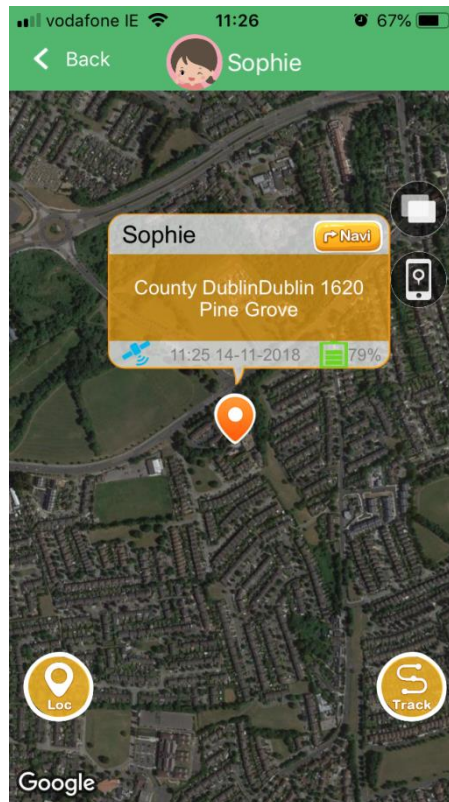 vodafone IE 11:26 67%
Back Sophie
Sophie Navi
County DublinDublin 1620
Pine Grove
11:25 14-11-2018 79%
Loc Track
Google